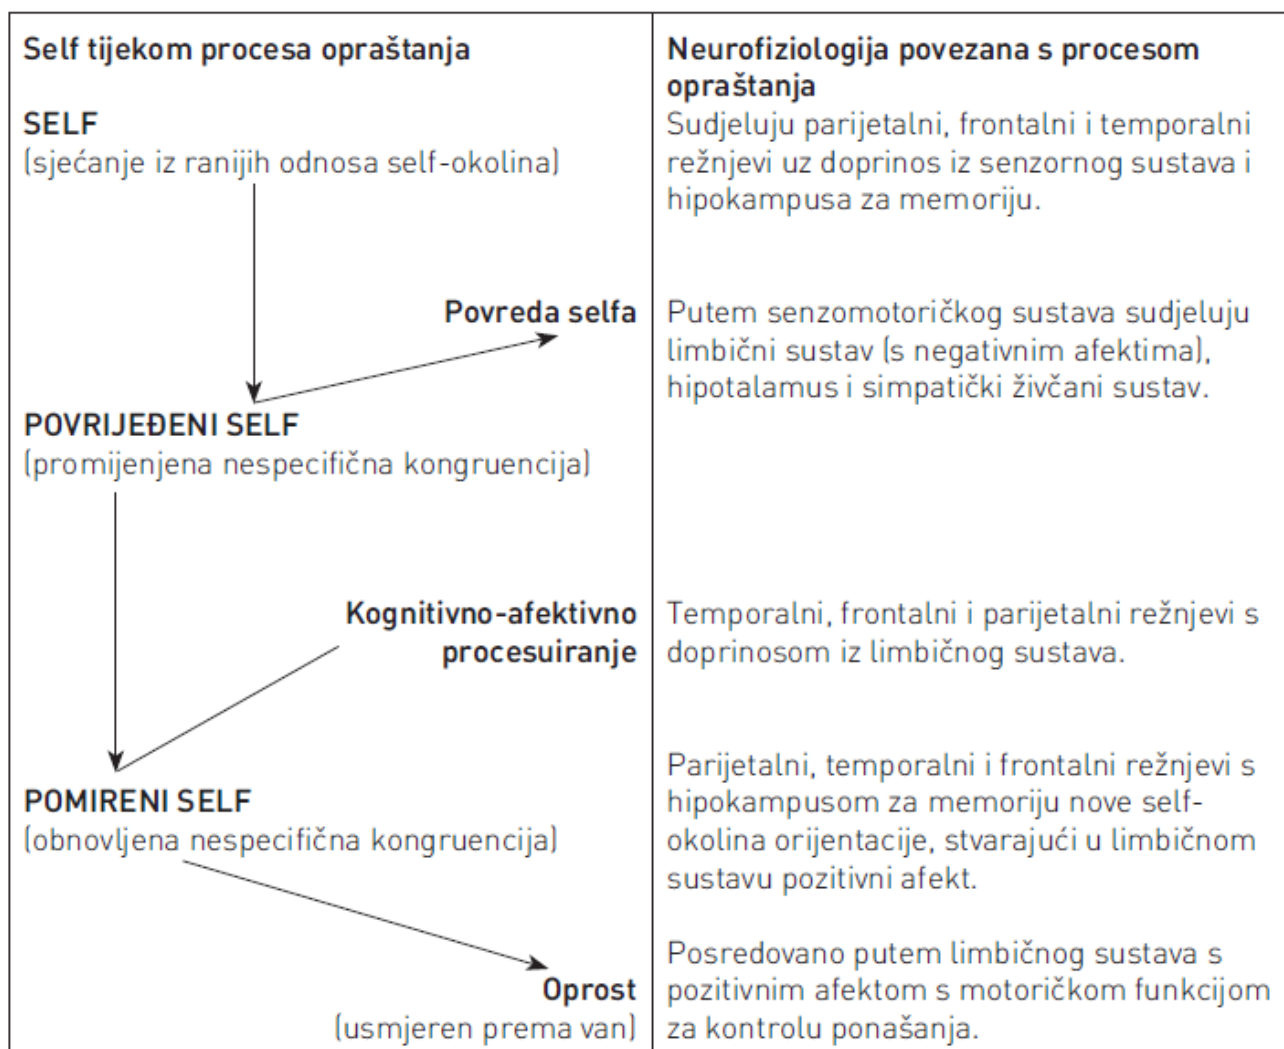 Self tijekom procesa opraštanja
Neurofiziologija povezana s procesom
opraštanja
SELF
(sjećanje iz ranijih odnosa self-okolina)
Sudjeluju parijetalni, frontalni i temporalni
režnjevi uz doprinos iz senzornog sustava i
hipokampusa za memoriju.
Povreda selfa
Putem senzomotoričkog sustava sudjeluju
limbični sustav (s negativnim afektima),
hipotalamus i simpatički živčani sustav.
POVRIJEĐENI SELF
(promijenjena nespecifična kongruencija)
Kognitivno-afektivno
procesuiranje
Temporalni, frontalni i parijetalni režnjevi s
doprinosom iz limbičnog sustava.
POMIRENI SELF
(obnovljena nespecifična kongruencija)
Parijetalni, temporalni i frontalni režnjevi s
hipokampusom za memoriju nove self-
okolina orijentacije, stvarajući u limbičnom
sustavu pozitivni afekt.
Oprost
(usmjeren prema van)
Posredovano putem limbičnog sustava s
pozitivnim afektom s motoričkom funkcijom
za kontrolu ponašanja.